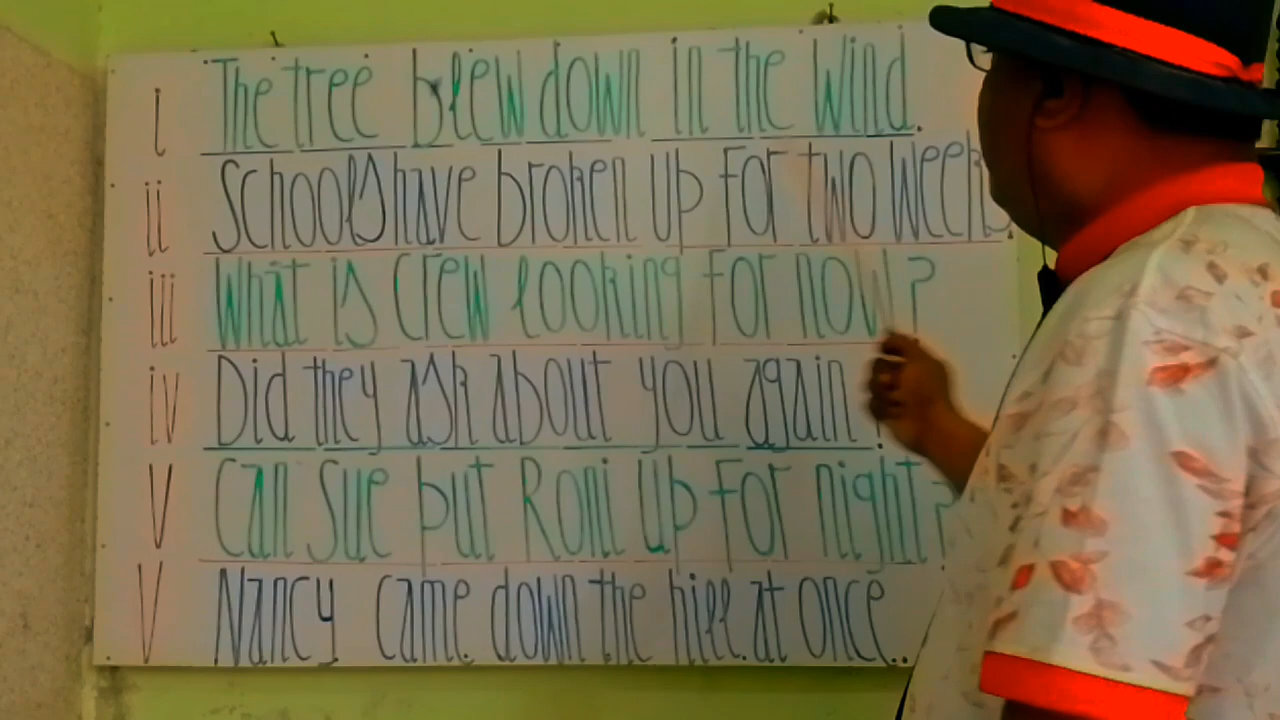 i The tree blew down in the wind.
ii Schools have broken up for two weeks.
iii What is crew looking for now?
iv Did they ask about you again?
V Can Sue put Roni up for night?
V Nancy came down the hill at once..